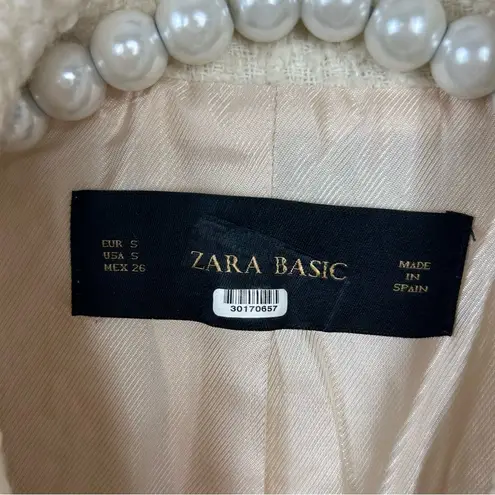 EUR S
USA S
MEX 26
ZARA BASIC
MADE
IN
SPAIN
30170657